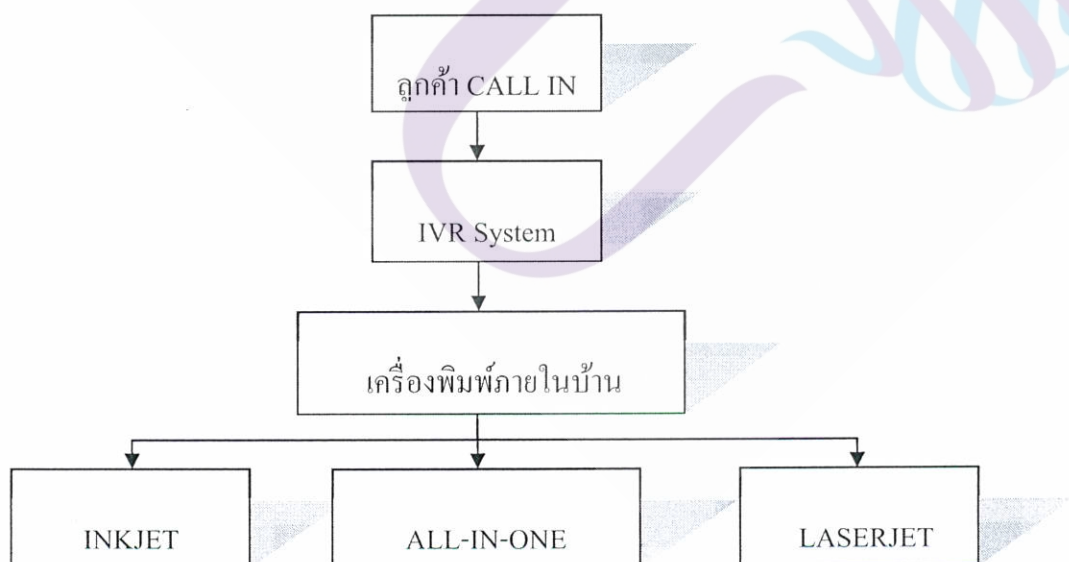 ลูกค้า CALL IN
IVR System
เครื่องพิมพ์ภายในบ้าน
INKJET
ALL-IN-ONE
LASERJET